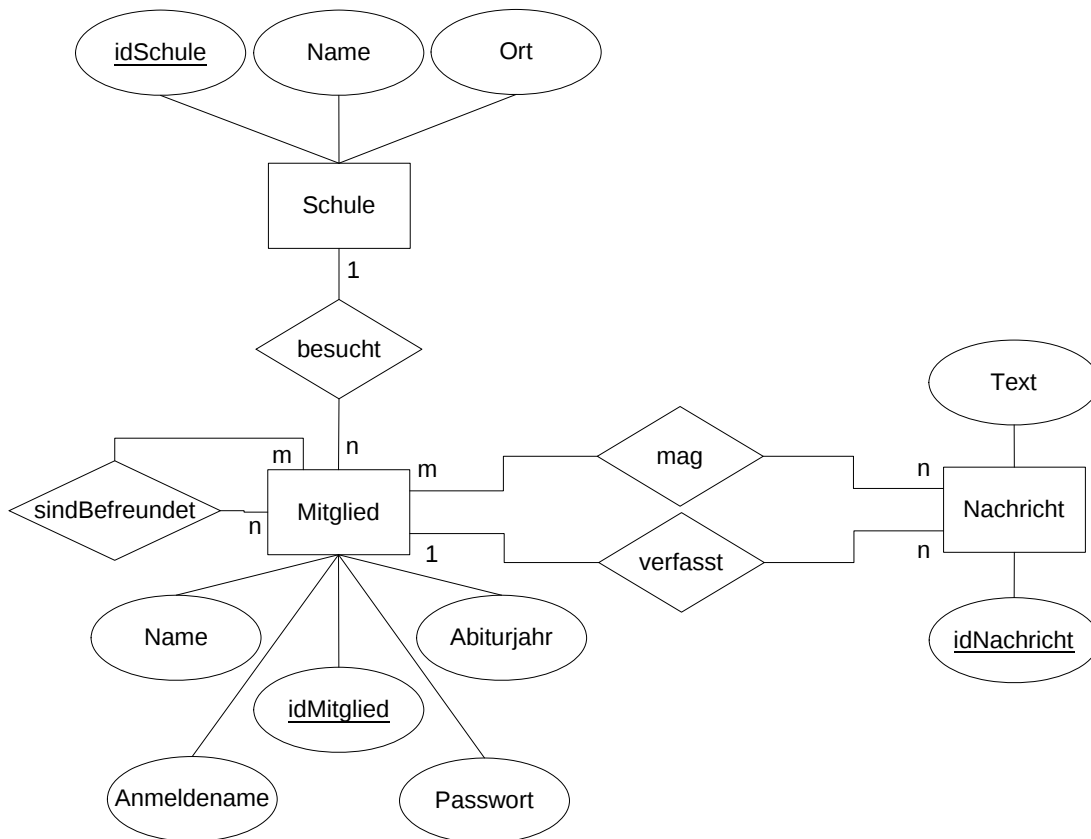 idSchule
Name
Ort
Schule
1
besucht
n
m
sindBefreundet
n
Mitglied
m
1
mag
verfasst
n
n
Text
Nachricht
idNachricht
Name
Abiturjahr
idMitglied
Anmeldename
Passwort